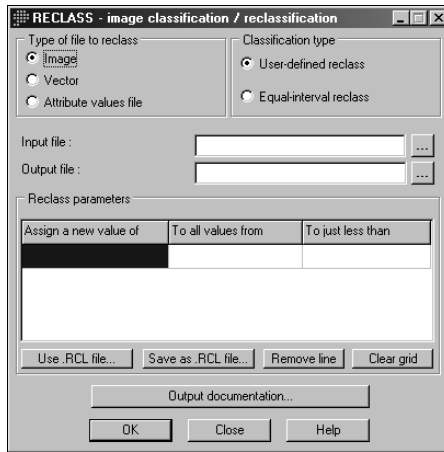 RECLASS - image classification / reclassification
Type of file to reclass
Image
Vector
Attribute values file
Classification type
User-defined reclass
Equal-interval reclass
Input file :
...
Output file :
...
Reclass parameters
Assign a new value of To all values from To just less than
Use .RCL file... Save as .RCL file... Remove line Clear grid
Output documentation...
OK Close Help